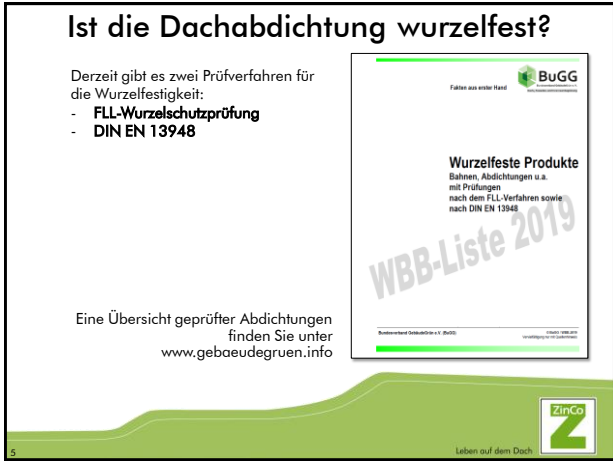 Ist die Dachabdichtung wurzelfest?
Derzeit gibt es zwei Prüfverfahren für
die Wurzelfestigkeit:
- FLL-Wurzelschutzprüfung
- DIN EN 13948
Eine Übersicht geprüfter Abdichtungen
finden Sie unter
www.gebaeudegruen.info
Fakten aus erster Hand
BuGG
Wurzelfeste Produkte
Bahnen, Abdichtungen u.a.
mit Prüfungen
nach dem FLL-Verfahren sowie
nach DIN EN 13948
WBB-Liste 2019
Bundesverband GebäudeGrün e.V. (BuGG)
5
Leben auf dem Dach
ZinCo